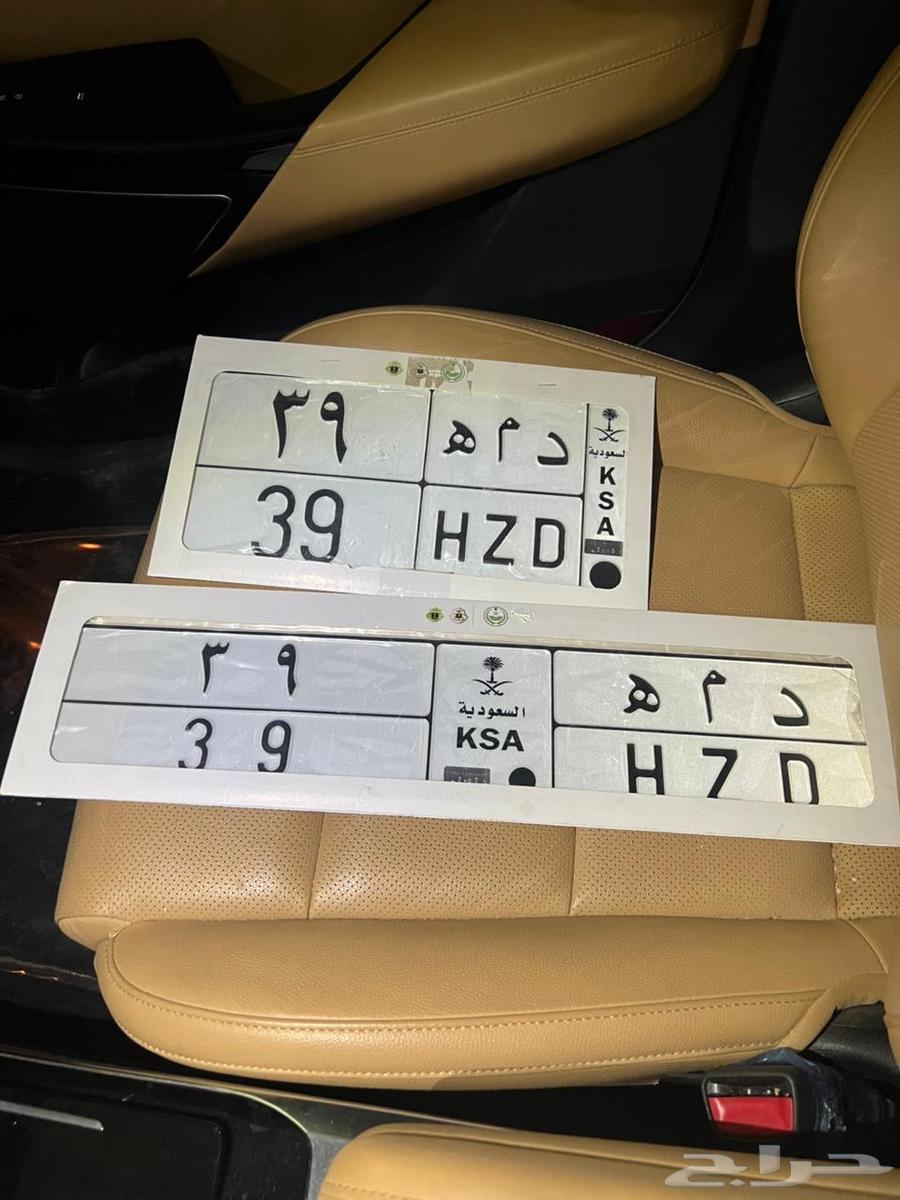 ٣٩ د م هـ
السعودية
39 HZD
KSA
٣ ٩ د م هـ
السعودية
KSA
3 9 H Z D
حراج